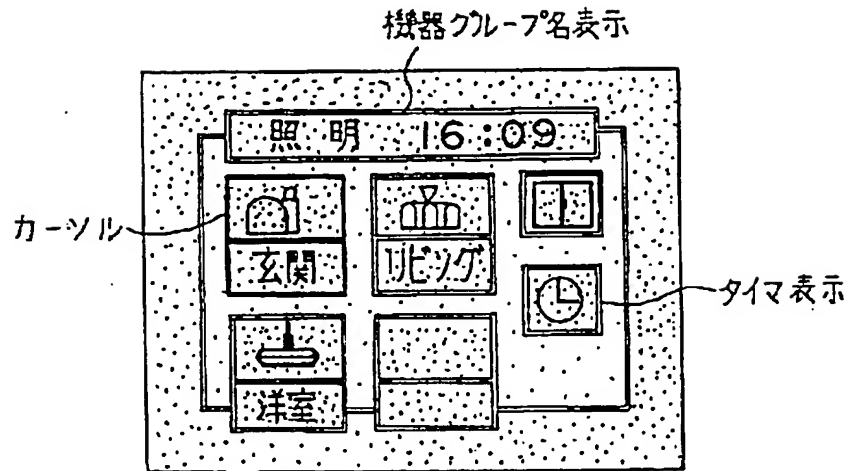 機器グループ名表示
照明 16:09
カーソル
玄関
リビング
タイマ表示
洋室